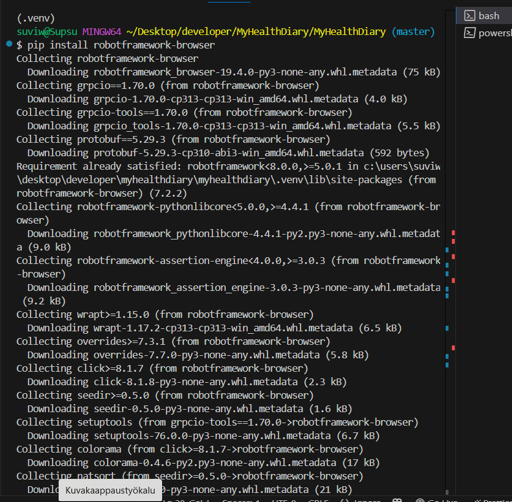 (.venv)
suviw@Supsu MINGW64 ~/Desktop/developer/MyHealthDiary/MyHealthDiary (master)
$ pip install robotframework-browser
Collecting robotframework-browser
  Downloading robotframework_browser-19.4.0-py3-none-any.whl.metadata (75 kB)
Collecting grpcio==1.70.0 (from robotframework-browser)
  Downloading grpcio-1.70.0-cp313-cp313-win_amd64.whl.metadata (4.0 kB)
Collecting grpcio-tools==1.70.0 (from robotframework-browser)
  Downloading grpcio_tools-1.70.0-cp313-cp313-win_amd64.whl.metadata (5.5 kB)
Collecting protobuf==5.29.3 (from robotframework-browser)
  Downloading protobuf-5.29.3-cp310-abi3-win_amd64.whl.metadata (592 bytes)
Requirement already satisfied: robotframework<8.0.0,>=5.0.1 in c:\users\suviw
\desktop\developer\myhealthdiary\myhealthdiary\.venv\lib\site-packages (from
robotframework-browser) (7.2.2)
Collecting robotframework-pythonlibcore<5.0.0,>=4.4.1 (from robotframework-br
owser)
  Downloading robotframework_pythonlibcore-4.4.1-py2.py3-none-any.whl.metadat
a (9.0 kB)
Collecting robotframework-assertion-engine<4.0.0,>=3.0.3 (from robotframework
-browser)
  Downloading robotframework_assertion_engine-3.0.3-py3-none-any.whl.metadata
 (9.2 kB)
Collecting wrapt>=1.15.0 (from robotframework-browser)
  Downloading wrapt-1.17.2-cp313-cp313-win_amd64.whl.metadata (6.5 kB)
Collecting overrides>=7.3.1 (from robotframework-browser)
  Downloading overrides-7.7.0-py3-none-any.whl.metadata (5.8 kB)
Collecting click>=8.1.7 (from robotframework-browser)
  Downloading click-8.1.8-py3-none-any.whl.metadata (2.3 kB)
Collecting seedir>=0.5.0 (from robotframework-browser)
  Downloading seedir-0.5.0-py3-none-any.whl.metadata (1.6 kB)
Collecting setuptools (from grpcio-tools==1.70.0->robotframework-browser)
  Downloading setuptools-76.0.0-py3-none-any.whl.metadata (6.7 kB)
Collecting colorama (from click>=8.1.7->robotframework-browser)
  Downloading colorama-0.4.6-py2.py3-none-any.whl.metadata (17 kB)
Collecting natsort (from seedir>=0.5.0->robotframework-browser)
0-py3-none-any.whl.metadata (21 kB)
Kuvakaappaustyökalu
bash
powersh